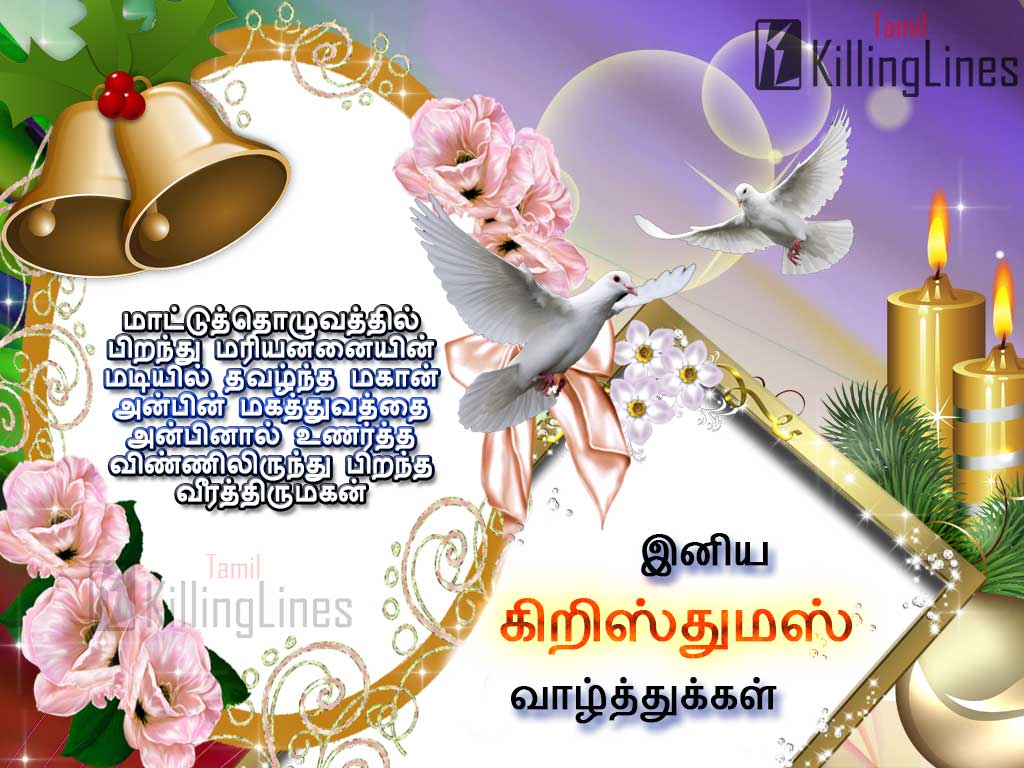 Tamil
KillingLines
மாட்டுத்தொழுவத்தில்
பிறந்து மரியன்னையின்
மடியில் தவழ்ந்த மகான்
அன்பின் மகத்துவத்தை
அன்பினால் உணர்த்த
விண்ணிலிருந்து பிறந்த
வீரத்திருமகன்
Tamil
KillingLines
இனிய
கிறிஸ்துமஸ்
வாழ்த்துக்கள்